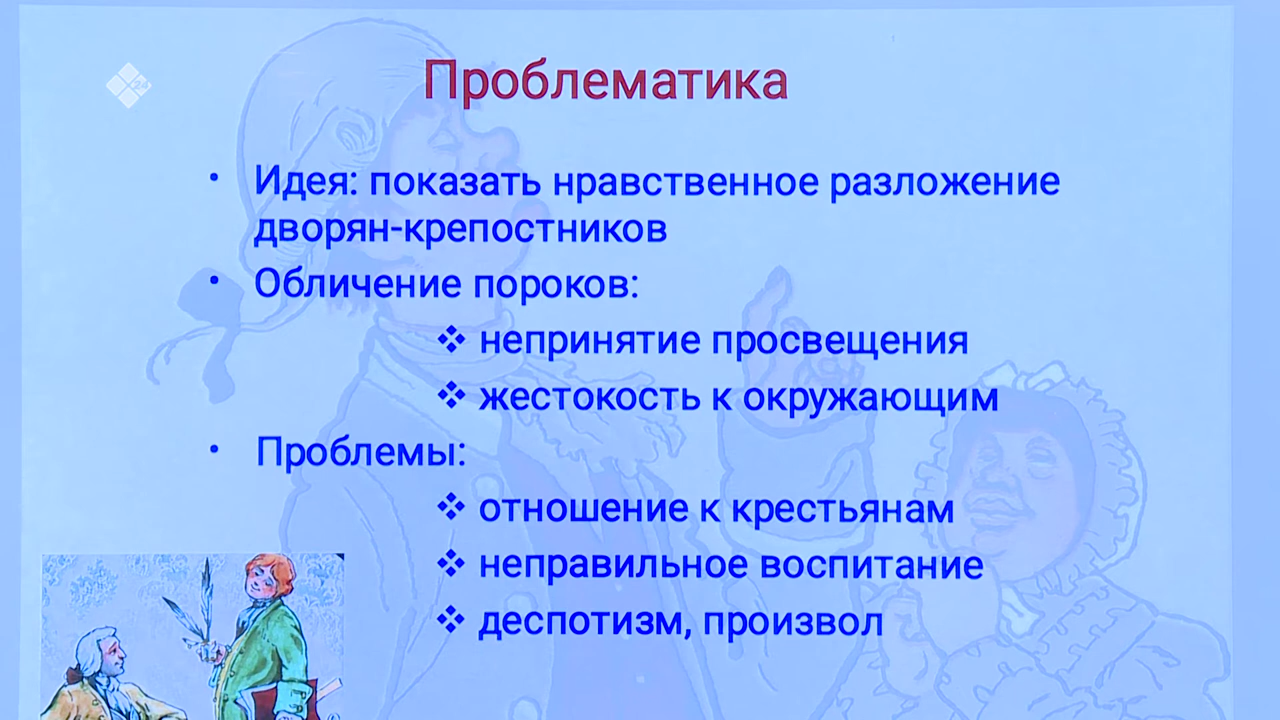 24
Проблематика
• Идея: показать нравственное разложение
дворян-крепостников
• Обличение пороков:
❖ непринятие просвещения
❖ жестокость к окружающим
• Проблемы:
❖ отношение к крестьянам
❖ неправильное воспитание
❖ деспотизм, произвол